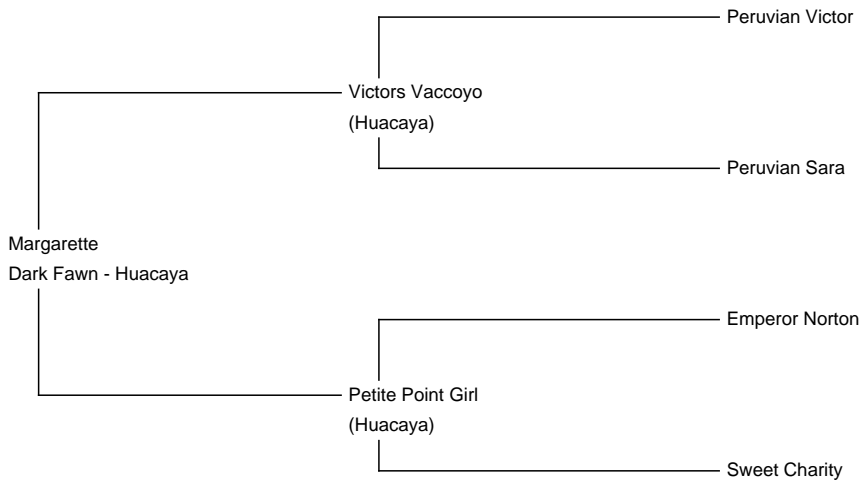 Peruvian Victor
Victors Vaccoyo
(Huacaya)
Peruvian Sara
Margarette
Dark Fawn - Huacaya
Emperor Norton
Petite Point Girl
(Huacaya)
Sweet Charity